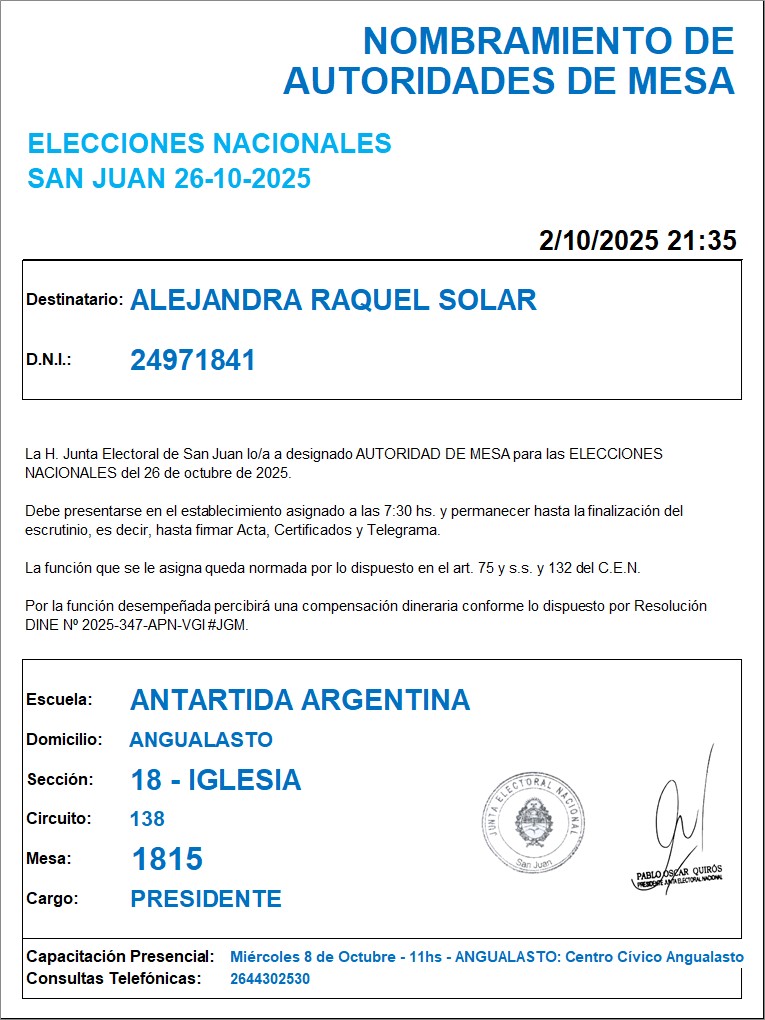 NOMBRAMIENTO DE
AUTORIDADES DE MESA
ELECCIONES NACIONALES
SAN JUAN 26-10-2025
2/10/2025 21:35
Destinatario: ALEJANDRA RAQUEL SOLAR
D.N.I.: 24971841
La H. Junta Electoral de San Juan lo/a a designado AUTORIDAD DE MESA para las ELECCIONES
NACIONALES del 26 de octubre de 2025.
Debe presentarse en el establecimiento asignado a las 7:30 hs. y permanecer hasta la finalización del
escrutinio, es decir, hasta firmar Acta, Certificados y Telegrama.
La función que se le asigna queda normada por lo dispuesto en el art. 75 y s.s. y 132 del C.E.N.
Por la función desempeñada percibirá una compensación dineraria conforme lo dispuesto por Resolución
DINE Nº 2025-347-APN-VGI#JGM.
Escuela: ANTARTIDA ARGENTINA
Domicilio: ANGUALASTO
Sección: 18 - IGLESIA
Circuito: 138
Mesa: 1815
Cargo: PRESIDENTE
JUNTA ELECTORAL NACIONAL
San Juan
PABLO OSCAR QUIRÓS
PRESIDENTE JUNTA ELECTORAL NACIONAL
Capacitación Presencial: Miércoles 8 de Octubre - 11hs - ANGUALASTO: Centro Cívico Angualasto
Consultas Telefónicas: 2644302530